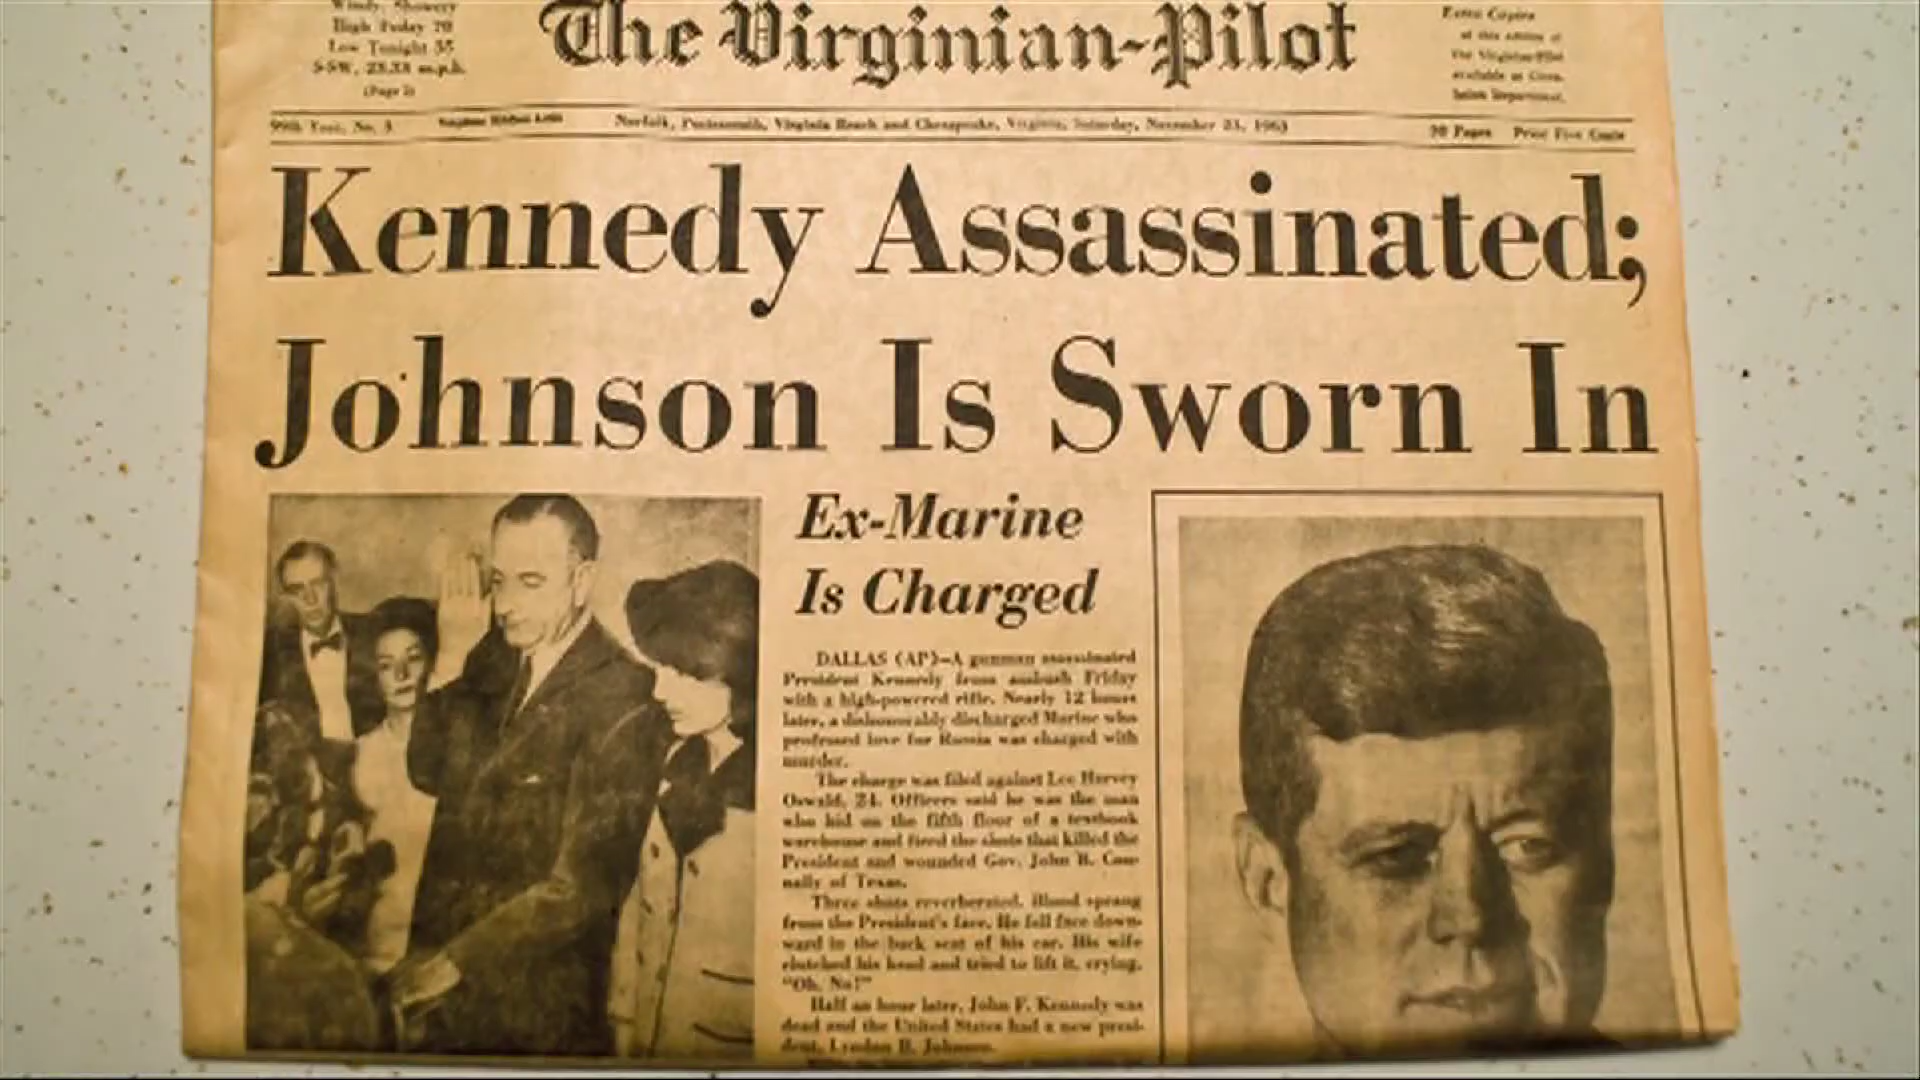 Windy, Showery
High Today 70
Low Tonight 35
S-SW, 23.33 m.p.h.
(Page 2)
The Virginian-Pilot
Extra Copies
of this edition of
The Virginian-Pilot
available at
99th Year, No. 3
Norfolk, Portsmouth, Virginia Beach and Chesapeake, Virginia, Saturday, November 23, 1963
30 Pages Price Five Cents
Kennedy Assassinated;
Johnson Is Sworn In
Ex-Marine
Is Charged
DALLAS (AP)—A gunman assassinated
President Kennedy from ambush Friday
with a high-powered rifle. Nearly 12 hours
later, a dishonorably discharged Marine who
professed love for Russia was charged with
murder.
The charge was filed against Lee Harvey
Oswald, 24. Officers said he was the man
who hid on the fifth floor of a textbook
warehouse and fired the shots that killed the
President and wounded Gov. John B. Con-
nally of Texas.
Three shots reverberated. Blood sprang
from the President's face. He fell face down-
ward in the back seat of his car. His wife
clutched his head and tried to lift it, crying,
"Oh, No!"
Half an hour later, John F. Kennedy was
dead and the United States had a new presi-
dent, Lyndon B. Johnson.